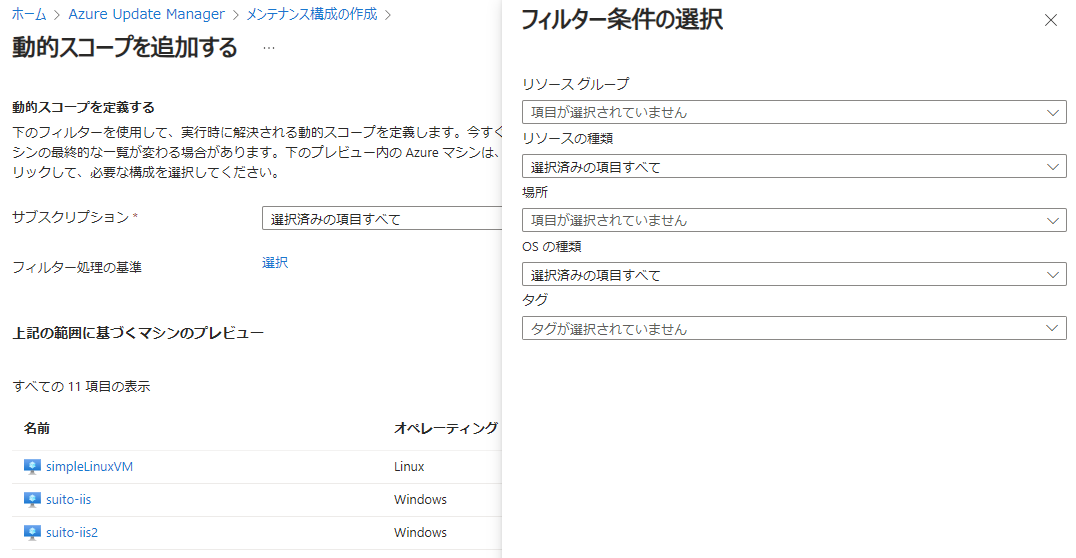 ホーム > Azure Update Manager > メンテナンス構成の作成 >
動的スコープを追加する ...
動的スコープを定義する
下のフィルターを使用して、実行時に解決される動的スコープを定義します。今すぐ
シンの最終的な一覧が変わる場合があります。下のプレビュー内の Azure マシンは、
リックして、必要な構成を選択してください。
サブスクリプション *
選択済みの項目すべて
フィルター処理の基準
選択
上記の範囲に基づくマシンのプレビュー
すべての 11 項目の表示
名前
オペレーティング
simpleLinuxVM
Linux
suito-iis
Windows
suito-iis2
Windows
フィルター条件の選択
リソース グループ
項目が選択されていません
リソースの種類
選択済みの項目すべて
場所
項目が選択されていません
OS の種類
選択済みの項目すべて
タグ
タグが選択されていません